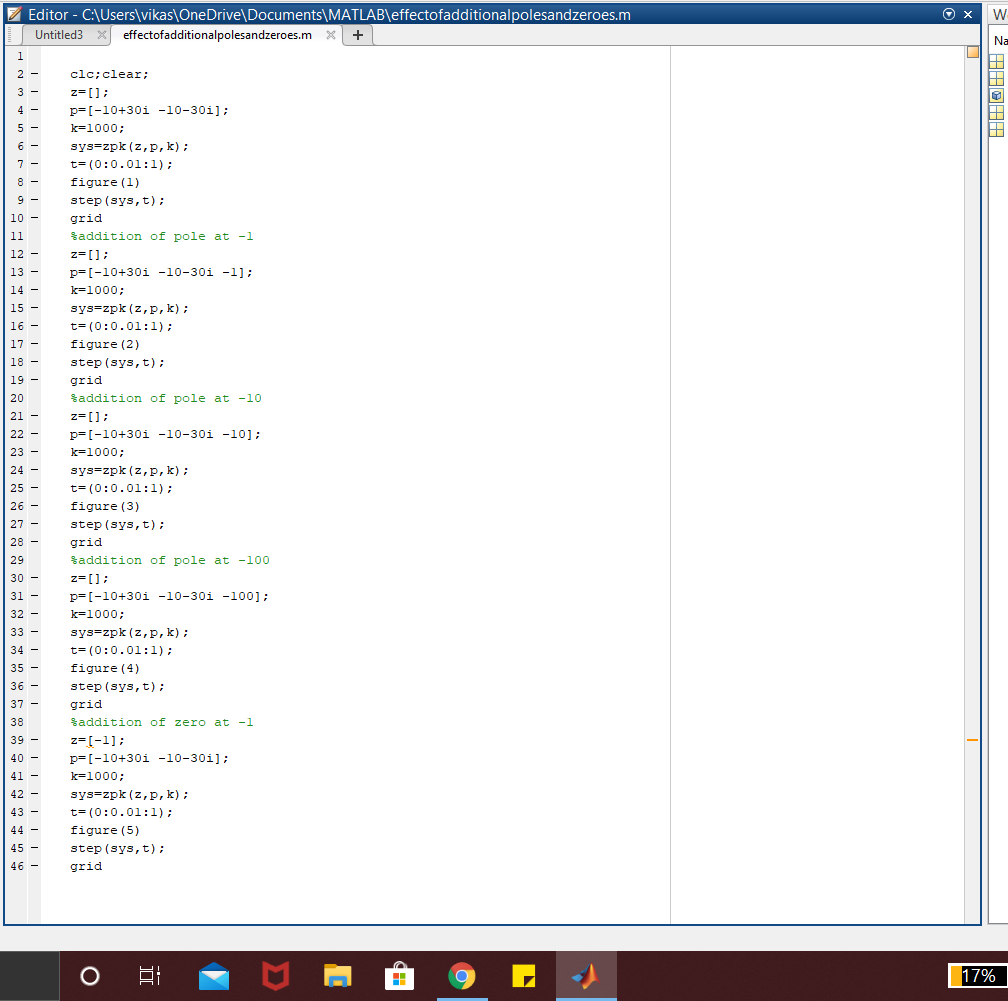 Editor - C:\Users\vikas\OneDrive\Documents\MATLAB\effectofadditionalpolesandzeroes.m
W
Untitled3 effectofadditionalpolesandzeroes.m +
Na
1
2 - clc;clear;
3 - z=[];
4 - p=[-10+30i -10-30i];
5 - k=1000;
6 - sys=zpk(z,p,k);
7 - t=(0:0.01:1);
8 - figure(1)
9 - step(sys,t);
10 - grid
11 %addition of pole at -1
12 - z=[];
13 - p=[-10+30i -10-30i -1];
14 - k=1000;
15 - sys=zpk(z,p,k);
16 - t=(0:0.01:1);
17 - figure(2)
18 - step(sys,t);
19 - grid
20 %addition of pole at -10
21 - z=[];
22 - p=[-10+30i -10-30i -10];
23 - k=1000;
24 - sys=zpk(z,p,k);
25 - t=(0:0.01:1);
26 - figure(3)
27 - step(sys,t);
28 - grid
29 %addition of pole at -100
30 - z=[];
31 - p=[-10+30i -10-30i -100];
32 - k=1000;
33 - sys=zpk(z,p,k);
34 - t=(0:0.01:1);
35 - figure(4)
36 - step(sys,t);
37 - grid
38 %addition of zero at -1
39 - z=[-1];
40 - p=[-10+30i -10-30i];
41 - k=1000;
42 - sys=zpk(z,p,k);
43 - t=(0:0.01:1);
44 - figure(5)
45 - step(sys,t);
46 - grid
17%